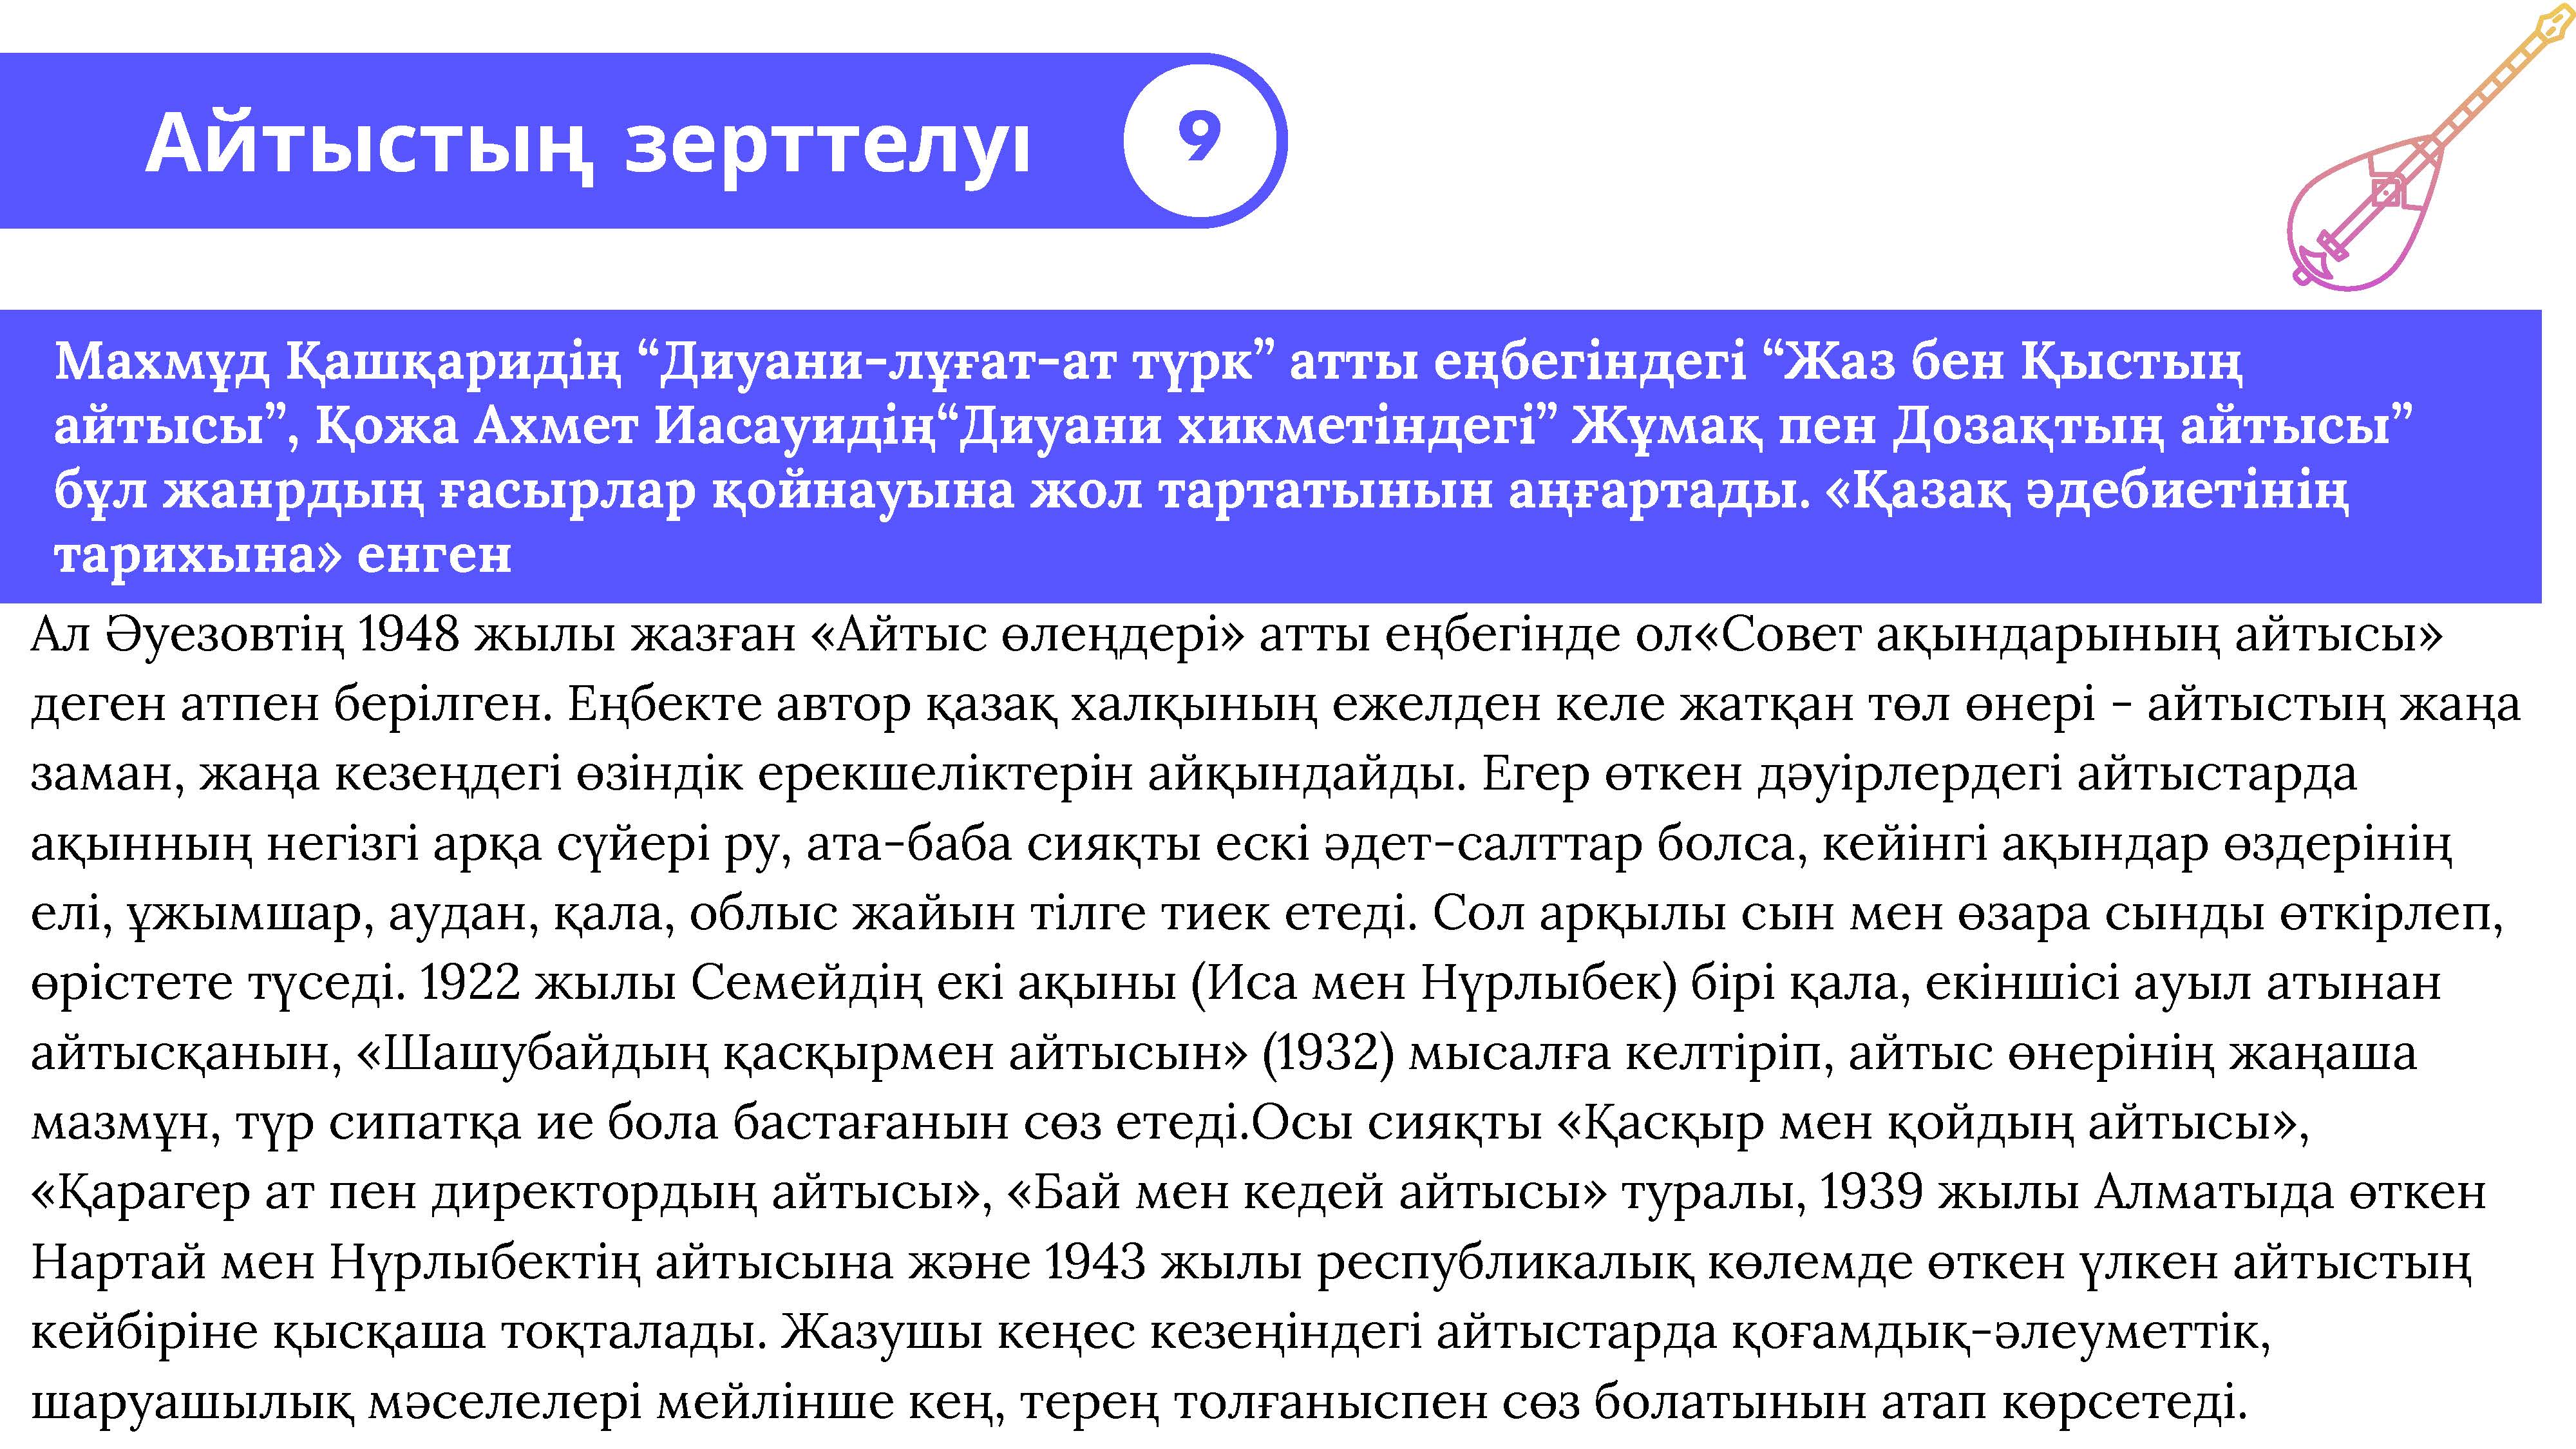 Айтыстың зерттелуı
9
Махмұд Қашқаридің “Диуани-лұғат-ат түрк” атты еңбегіндегі “Жаз бен Қыстың
айтысы”, Қожа Ахмет Иасауидің“Диуани хикметіндегі” Жұмақ пен Дозақтың айтысы”
бұл жанрдың ғасырлар қойнауына жол тартатынын аңғартады. «Қазақ әдебиетінің
тарихына» енген
Ал Әуезовтің 1948 жылы жазған «Айтыс өлеңдері» атты еңбегінде ол«Совет ақындарының айтысы»
деген атпен берілген. Еңбекте автор қазақ халқының ежелден келе жатқан төл өнері - айтыстың жаңа
заман, жаңа кезеңдегі өзіндік ерекшеліктерін айқындайды. Егер өткен дәуірлердегі айтыстарда
ақынның негізгі арқа сүйері ру, ата-баба сияқты ескі әдет-салттар болса, кейінгі ақындар өздерінің
елі, ұжымшар, аудан, қала, облыс жайын тілге тиек етеді. Сол арқылы сын мен өзара сынды өткірлеп,
өрістете түседі. 1922 жылы Семейдің екі ақыны (Иса мен Нүрлыбек) бірі қала, екіншісі ауыл атынан
айтысқанын, «Шашубайдың қасқырмен айтысын» (1932) мысалға келтіріп, айтыс өнерінің жаңаша
мазмұн, түр сипатқа ие бола бастағанын сөз етеді.Осы сияқты «Қасқыр мен қойдың айтысы»,
«Қарагер ат пен директордың айтысы», «Бай мен кедей айтысы» туралы, 1939 жылы Алматыда өткен
Нартай мен Нүрлыбектің айтысына және 1943 жылы республикалық көлемде өткен үлкен айтыстың
кейбіріне қысқаша тоқталады. Жазушы кеңес кезеңіндегі айтыстарда қоғамдық-әлеуметтік,
шаруашылық мәселелері мейлінше кең, терең толғаныспен сөз болатынын атап көрсетеді.